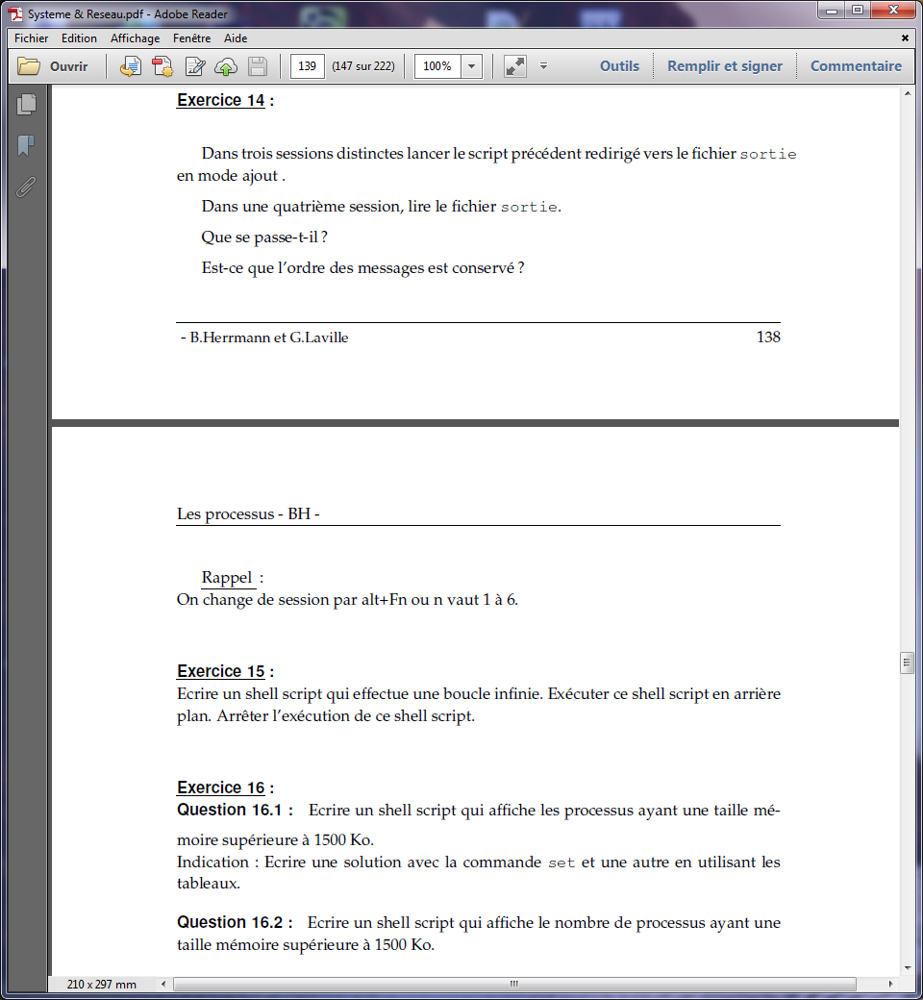 Systeme & Reseau.pdf - Adobe Reader
Fichier Edition Affichage Fenêtre Aide
Ouvrir 139 (147 sur 222) 100% Outils Remplir et signer Commentaire
Exercice 14 :
Dans trois sessions distinctes lancer le script précédent redirigé vers le fichier sortie
en mode ajout .
Dans une quatrième session, lire le fichier sortie.
Que se passe-t-il ?
Est-ce que l'ordre des messages est conservé ?
- B.Herrmann et G.Laville 138
Les processus - BH -
Rappel :
On change de session par alt+Fn ou n vaut 1 à 6.
Exercice 15 :
Ecrire un shell script qui effectue une boucle infinie. Exécuter ce shell script en arrière
plan. Arrêter l'exécution de ce shell script.
Exercice 16 :
Question 16.1 : Ecrire un shell script qui affiche les processus ayant une taille mé-
moire supérieure à 1500 Ko.
Indication : Ecrire une solution avec la commande set et une autre en utilisant les
tableaux.
Question 16.2 : Ecrire un shell script qui affiche le nombre de processus ayant une
taille mémoire supérieure à 1500 Ko.
210 x 297 mm